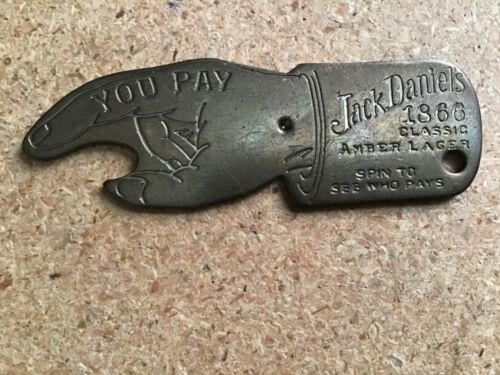 YOU PAY
Jack Daniels
1866
CLASSIC
AMBER LAGER
SPIN TO
SEE WHO PAYS